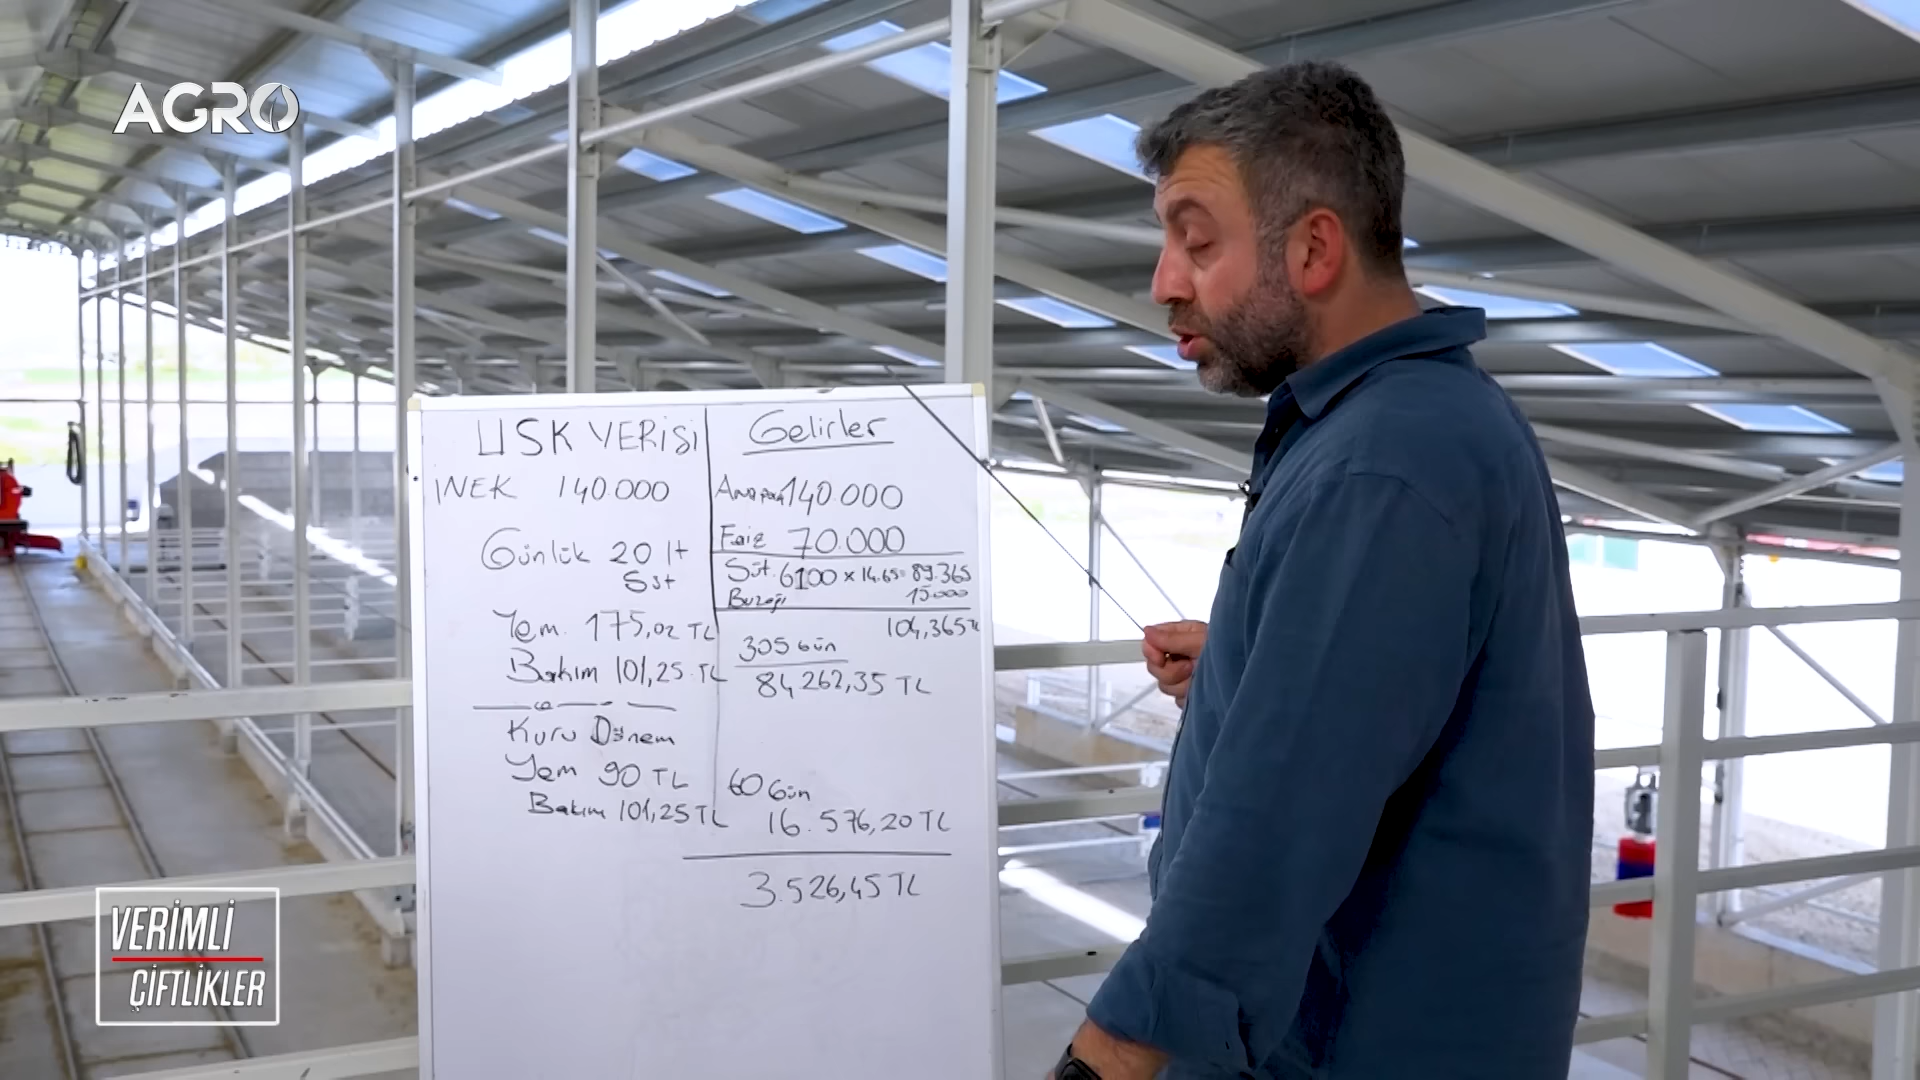 AGRO
USK VERİSİ
İNEK 140.000
Günlük 20 lt
Süt
Yem 175,02 TL
Bakım 101,25 TL
Kuru Dönem
Yem 90 TL
Bakım 101,25 TL
Gelirler
Ana para 140.000
Faiz 70.000
Süt 6100 x 14.65= 89.365
Buzağı 15.000
104,365 TL
305 Gün
84,262,35 TL
60 Gün
16.576,20 TL
3.526,45 TL
VERİMLİ
ÇİFTLİKLER